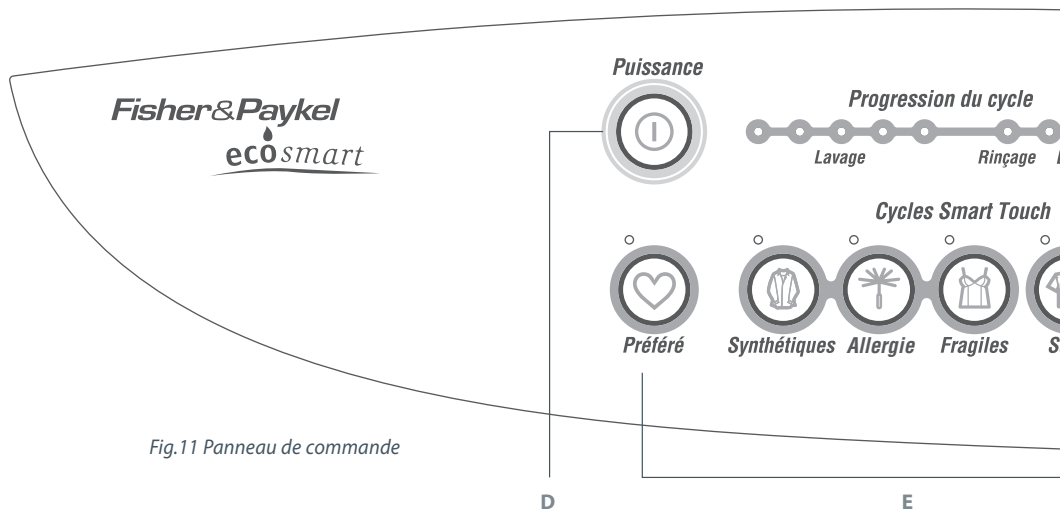 Puissance
Fisher&Paykel
ecosmart
Progression du cycle
Lavage
Rinçage
Cycles Smart Touch
Préféré
Synthétiques
Allergie
Fragiles
Fig.11 Panneau de commande
D
E